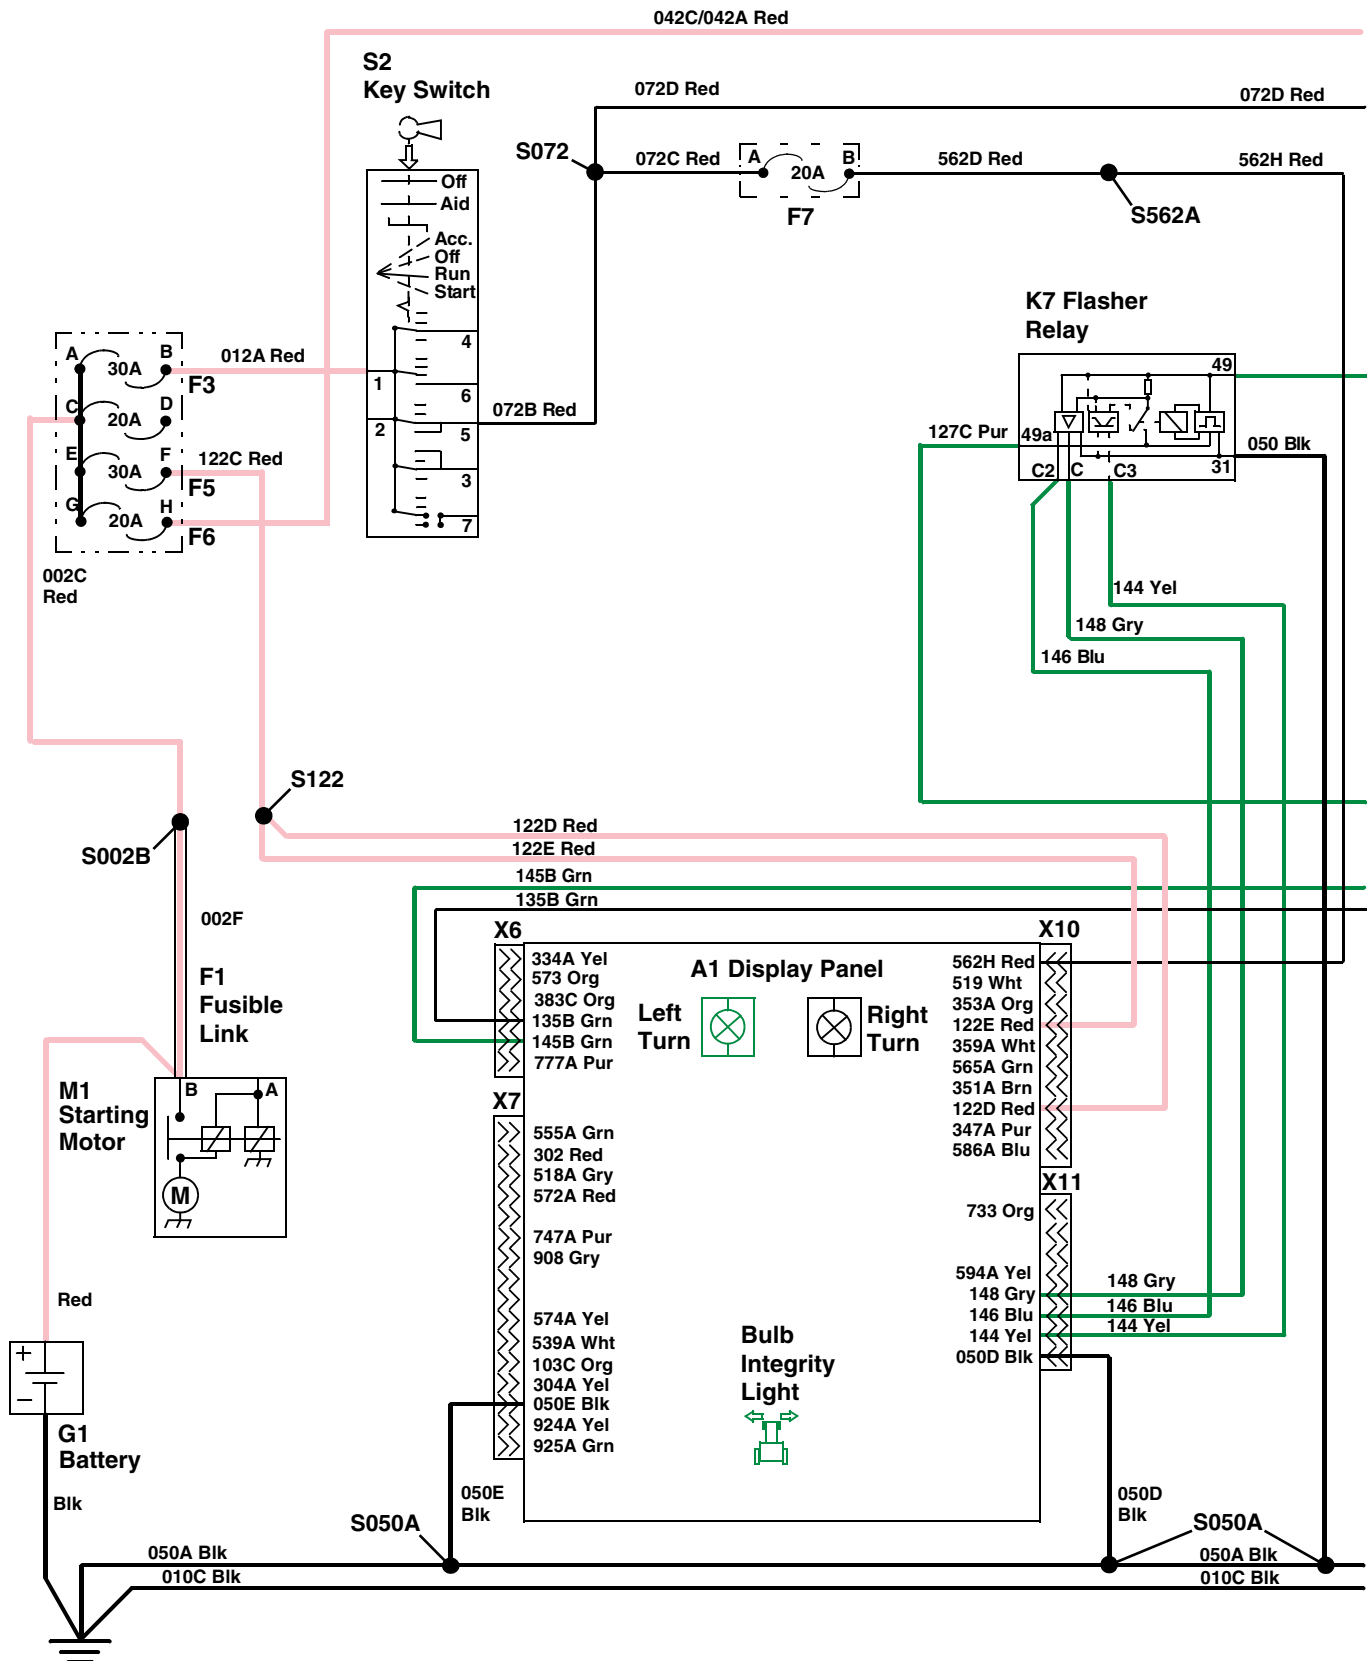 042C/042A Red
S2
Key Switch
072D Red
072D Red
S072
072C Red
A
B
20A
F7
562D Red
562H Red
S562A
Off
Aid
Acc.
Off
Run
Start
4
1
6
2
5
3
7
K7 Flasher
Relay
49
127C Pur
49a
050 Blk
C2
C
C3
31
A
30A
B
012A Red
F3
C
20A
D
072B Red
E
30A
F
122C Red
F5
G
20A
H
F6
002C
Red
144 Yel
148 Gry
146 Blu
S122
S002B
122D Red
122E Red
145B Grn
135B Grn
002F
F1
Fusible
Link
X6
X10
A1 Display Panel
334A Yel
573 Org
383C Org
135B Grn
145B Grn
777A Pur
Left
Turn
Right
Turn
562H Red
519 Wht
353A Org
122E Red
359A Wht
565A Grn
351A Brn
122D Red
347A Pur
586A Blu
M1
Starting
Motor
B
A
M
X7
555A Grn
302 Red
518A Gry
572A Red
747A Pur
908 Gry
574A Yel
539A Wht
103C Org
304A Yel
050E Blk
924A Yel
925A Grn
X11
733 Org
594A Yel
148 Gry
146 Blu
144 Yel
050D Blk
148 Gry
146 Blu
144 Yel
Bulb
Integrity
Light
Red
+
−
G1
Battery
Blk
050E
Blk
050D
Blk
S050A
S050A
050A Blk
050A Blk
010C Blk
010C Blk